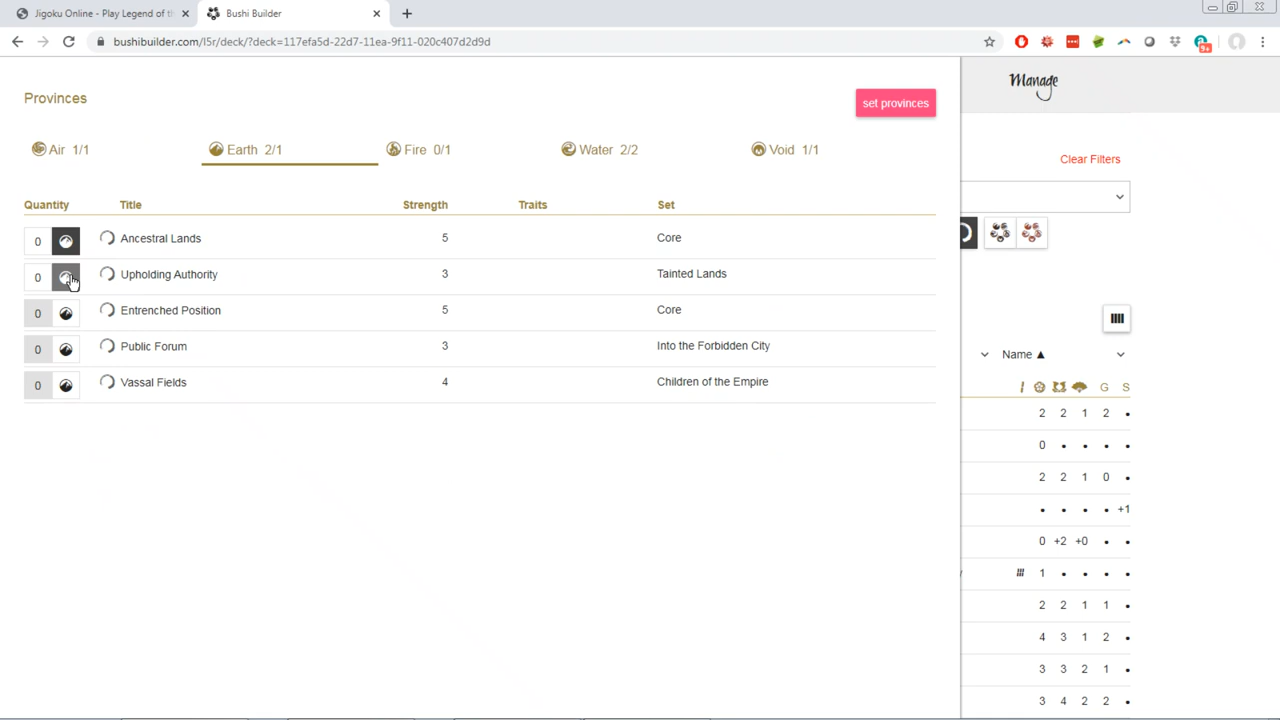 Jigoku Online - Play Legend of th
Bushi Builder
bushibuilder.com/l5r/deck/?deck=117efa5d-22d7-11ea-9f11-020c407d2d9d
9+
Manage
Provinces
set provinces
Air 1/1
Earth 2/1
Fire 0/1
Water 2/2
Void 1/1
Clear Filters
Quantity Title Strength Traits Set
0 Ancestral Lands 5 Core
0 Upholding Authority 3 Tainted Lands
0 Entrenched Position 5 Core
0 Public Forum 3 Into the Forbidden City
0 Vassal Fields 4 Children of the Empire
Name ▲
G S
2 2 1 2 •
0 • • • •
2 2 1 0 •
• • • • +1
0 +2 +0 • •
1 • • • •
2 2 1 1 •
4 3 1 2 •
3 3 2 1 •
3 4 2 2 •